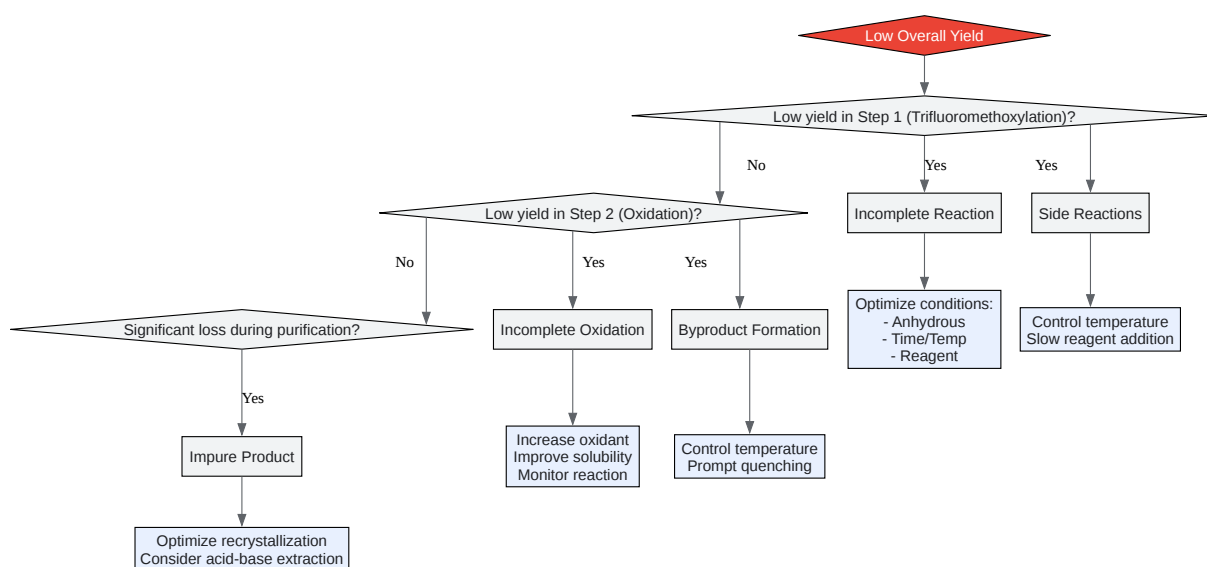 Low Overall Yield
Low yield in Step 1 (Trifluoromethoxylation)?
No
Yes
Yes
Low yield in Step 2 (Oxidation)?
Incomplete Reaction
Side Reactions
No
Yes
Yes
Optimize conditions:
- Anhydrous
- Time/Temp
- Reagent
Control temperature
Slow reagent addition
Significant loss during purification?
Incomplete Oxidation
Byproduct Formation
Yes
Impure Product
Increase oxidant
Improve solubility
Monitor reaction
Control temperature
Prompt quenching
Optimize recrystallization
Consider acid-base extraction